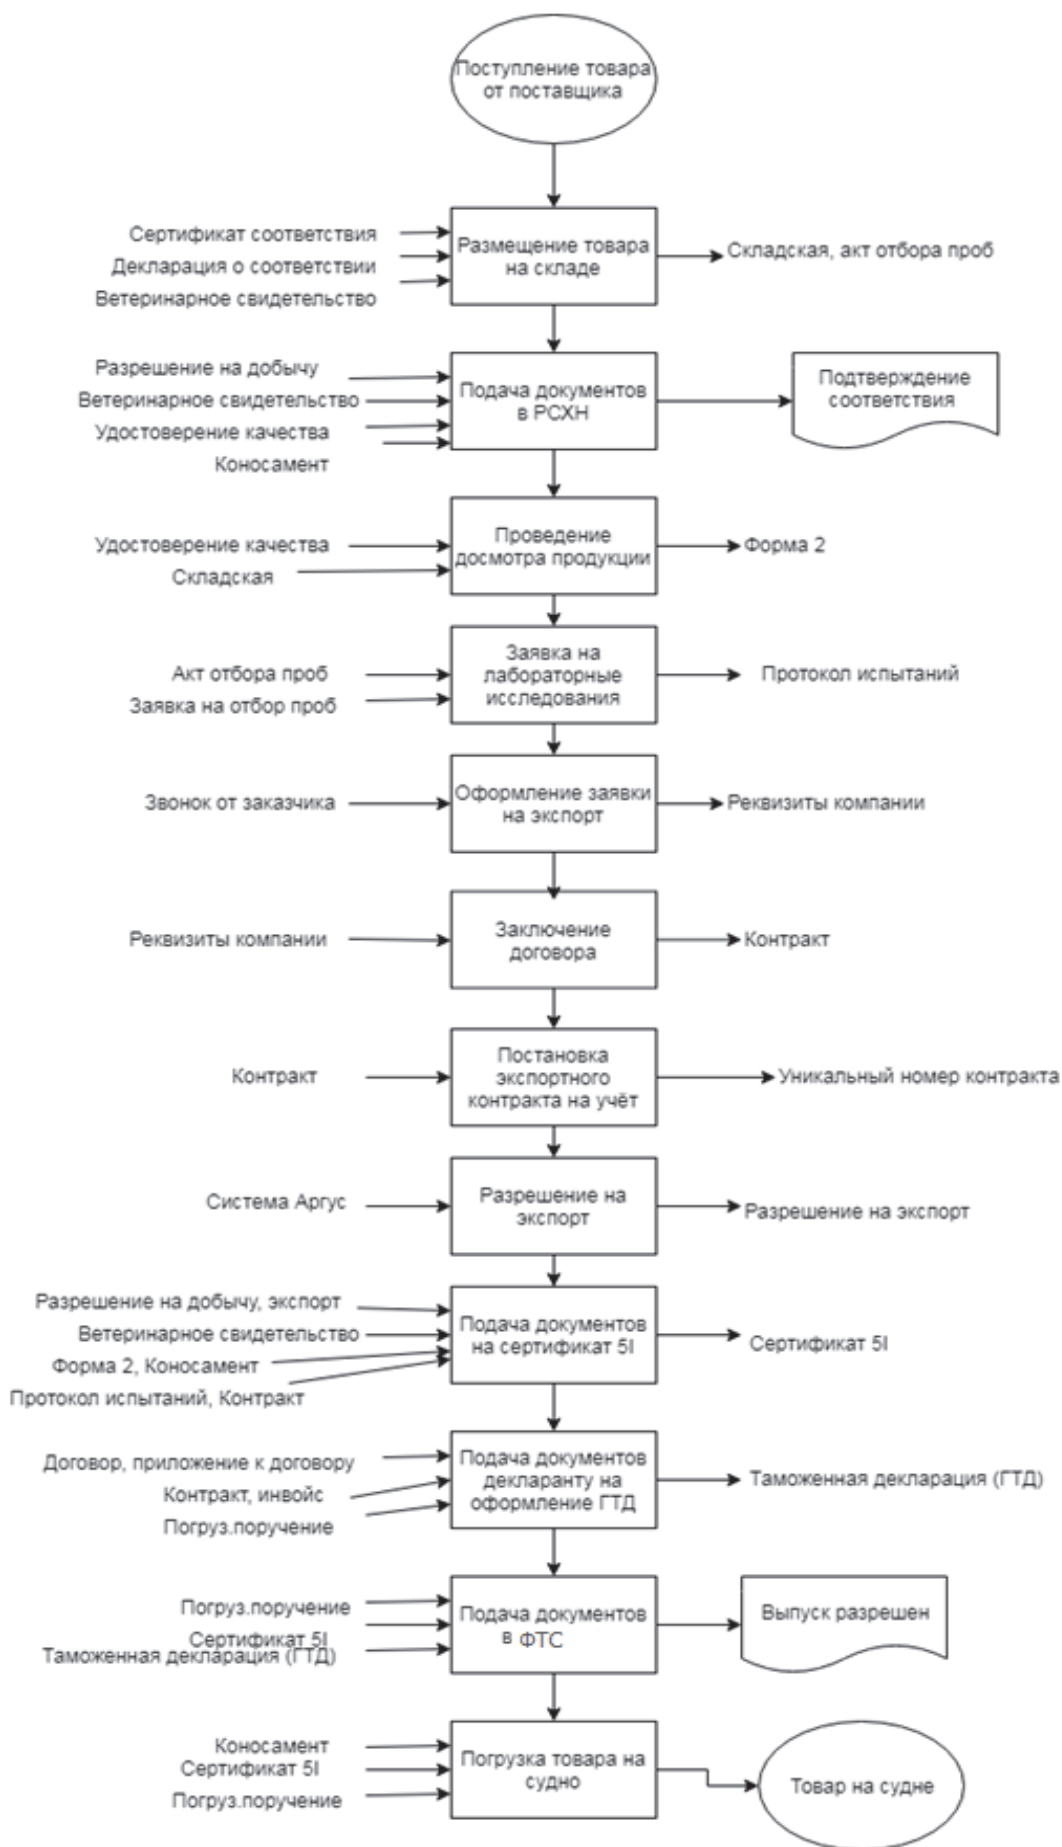 Поступление товара
от поставщика
Сертификат соответствия
Декларация о соответствии
Ветеринарное свидетельство
Размещение товара
на складе
Складская, акт отбора проб
Разрешение на добычу
Ветеринарное свидетельство
Удостоверение качества
Коносамент
Подача документов
в РСХН
Подтверждение
соответствия
Удостоверение качества
Складская
Проведение
досмотра продукции
Форма 2
Акт отбора проб
Заявка на отбор проб
Заявка на
лабораторные
исследования
Протокол испытаний
Звонок от заказчика
Оформление заявки
на экспорт
Реквизиты компании
Реквизиты компании
Заключение
договора
Контракт
Контракт
Постановка
экспортного
контракта на учёт
Уникальный номер контракта
Система Аргус
Разрешение на
экспорт
Разрешение на экспорт
Разрешение на добычу, экспорт
Ветеринарное свидетельство
Форма 2, Коносамент
Протокол испытаний, Контракт
Подача документов
на сертификат 5I
Сертификат 5I
Договор, приложение к договору
Контракт, инвойс
Погруз.поручение
Подача документов
декларанту на
оформление ГТД
Таможенная декларация (ГТД)
Погруз.поручение
Сертификат 5I
Таможенная декларация (ГТД)
Подача документов
в ФТС
Выпуск разрешен
Коносамент
Сертификат 5I
Погруз.поручение
Погрузка товара на
судно
Товар на судне